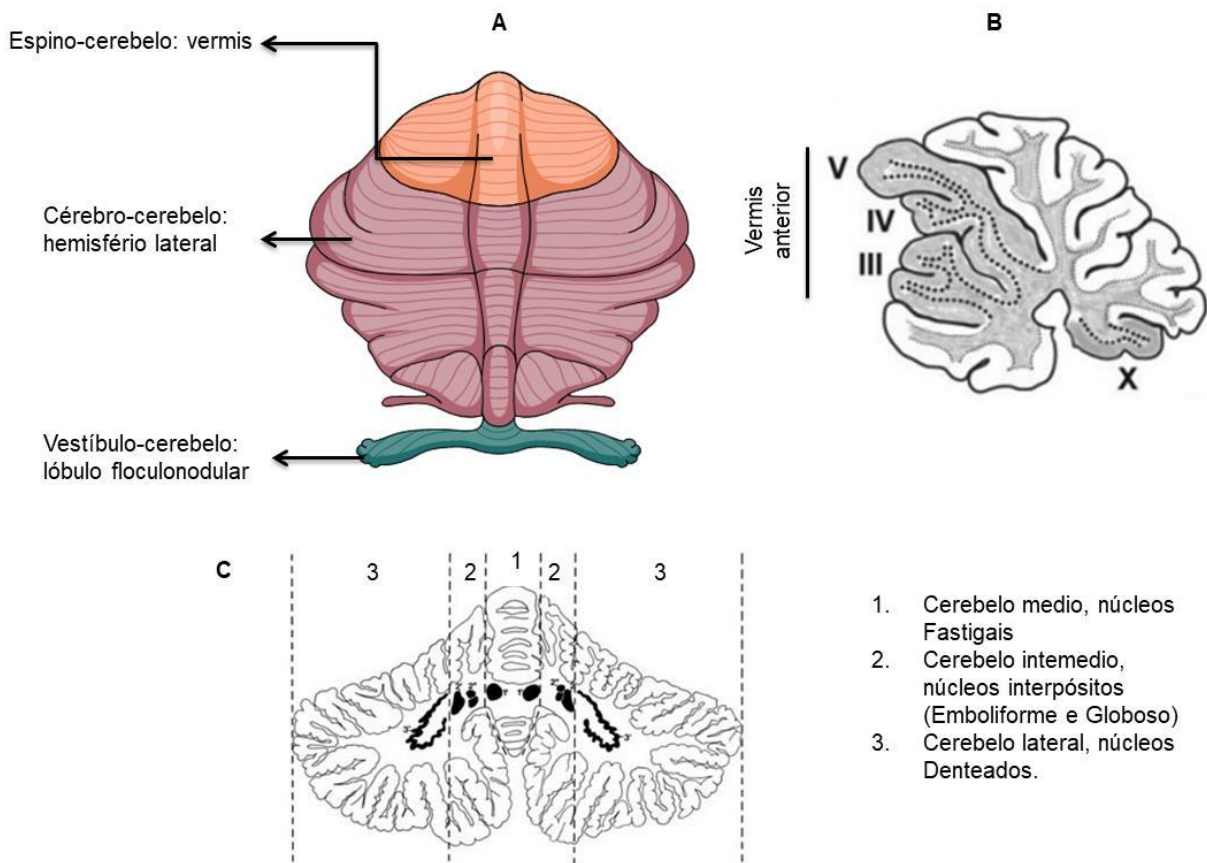 A
B
Espino-cerebelo: vermis
Cérebro-cerebelo:
hemisfério lateral
Vestíbulo-cerebelo:
lóbulo floculonodular
Vermis
anterior
V
IV
III
X
C
3
2
1
2
3
1. Cerebelo medio, núcleos
Fastigais
2. Cerebelo intemedio,
núcleos interpósitos
(Emboliforme e Globoso)
3. Cerebelo lateral, núcleos
Denteados.